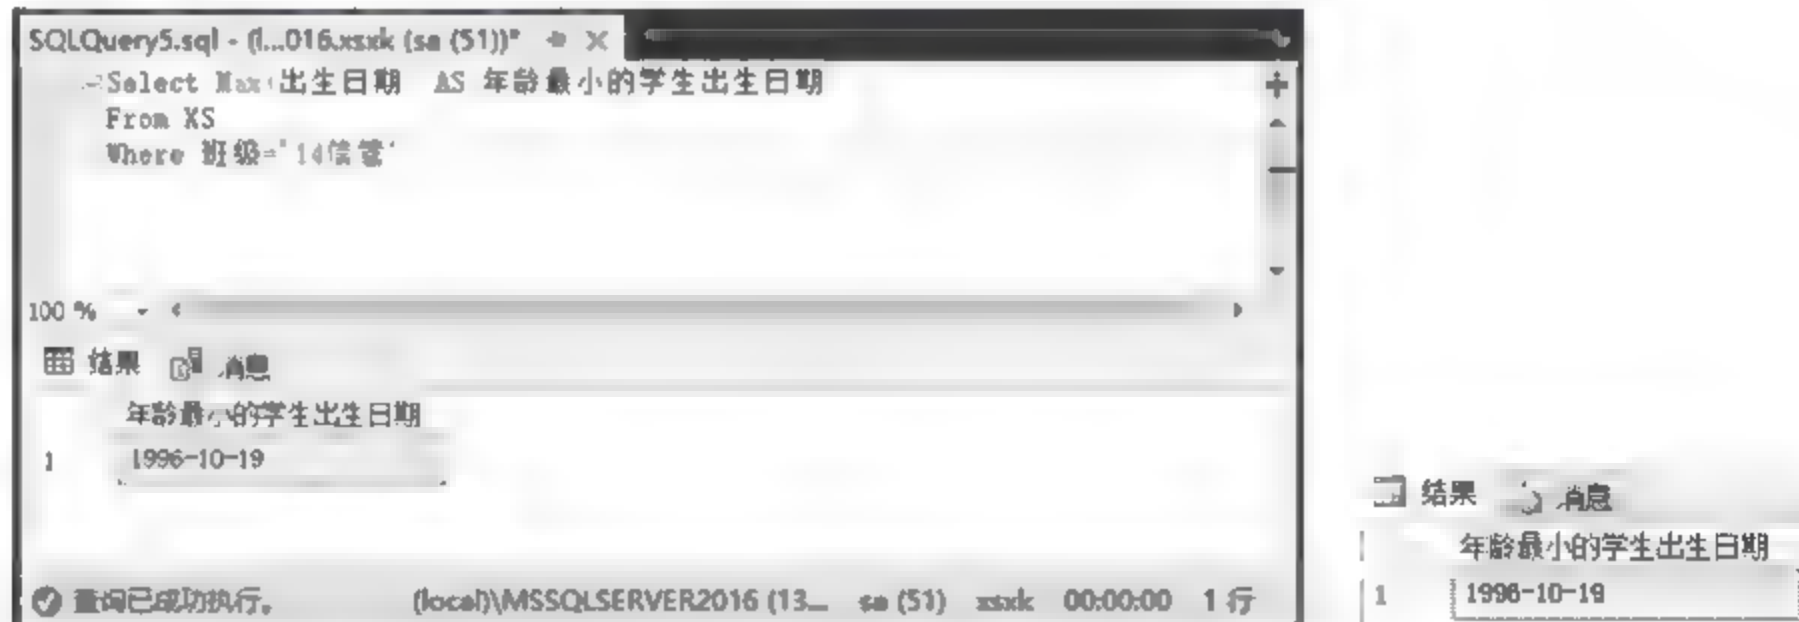 SQLQuery5.sql - (l...016.xsxk (sa (51))*
Select Max(出生日期 AS 年龄最小的学生出生日期
From XS
Where 班级='14信管'
100 %
结果 消息
年龄最小的学生出生日期
1 1996-10-19
查询已成功执行。 (local)\MSSQLSERVER2016 (13... sa (51) xsxk 00:00:00 1 行
结果 消息
年龄最小的学生出生日期
1 1996-10-19